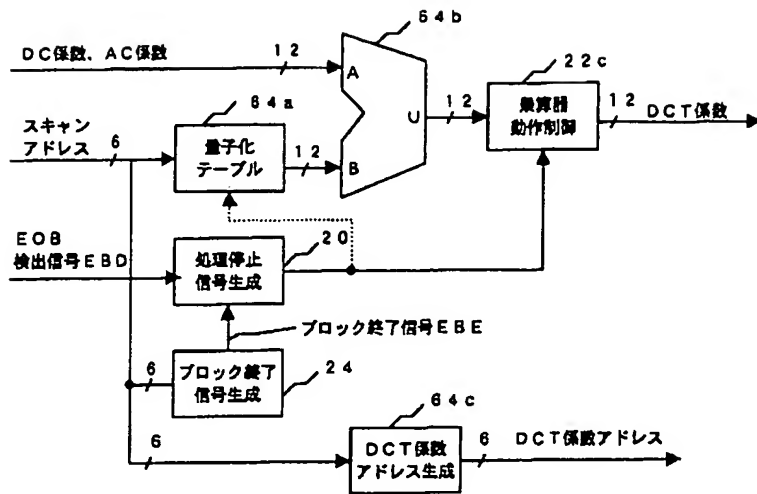 64b
DC係数、AC係数
12
A
22c
64a
12
乗算器
動作制御
12
DCT係数
スキャン
アドレス
6
量子化
テーブル
12
B
U
EOB
検出信号EBD
20
処理停止
信号生成
ブロック終了信号EBE
6
ブロック終了
信号生成
24
64c
6
DCT係数
アドレス生成
6
DCT係数アドレス